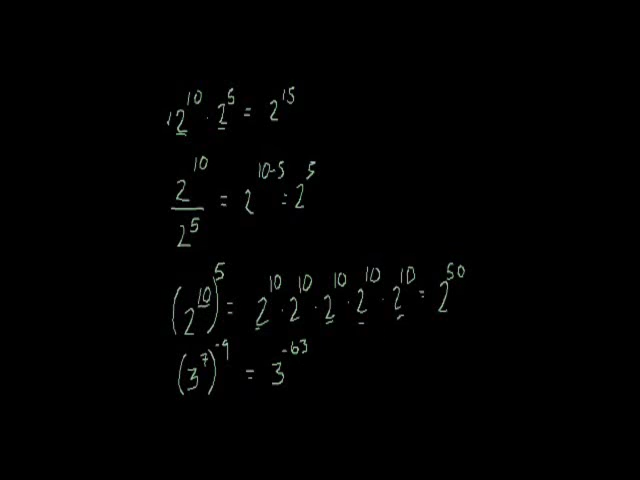 2^10 · 2^5 = 2^15
2^10 / 2^5 = 2^(10-5) = 2^5
(2^10)^5 = 2^10 · 2^10 · 2^10 · 2^10 · 2^10 = 2^50
(3^7)^-9 = 3^-63